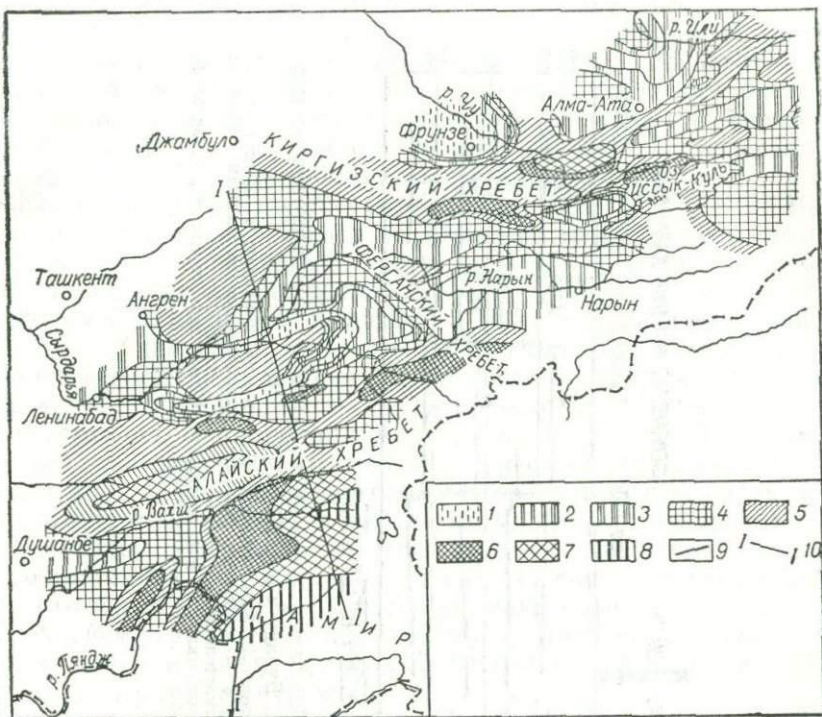 р. Или
р. Чу
Алма-Ата
Фрунзе
Джамбул
КИРГИЗСКИЙ ХРЕБЕТ
оз.
Иссык-Куль
I
Ташкент
ФЕРГАНСКИЙ ХРЕБЕТ
р. Нарын
Нарын
Ангрен
Сырдарья
Ленинабад
АЛАЙСКИЙ ХРЕБЕТ
р. Вахш
Душанбе
ПАМИР
I
р. Пяндж
1 2 3 4 5
6 7 8 9 I I 10